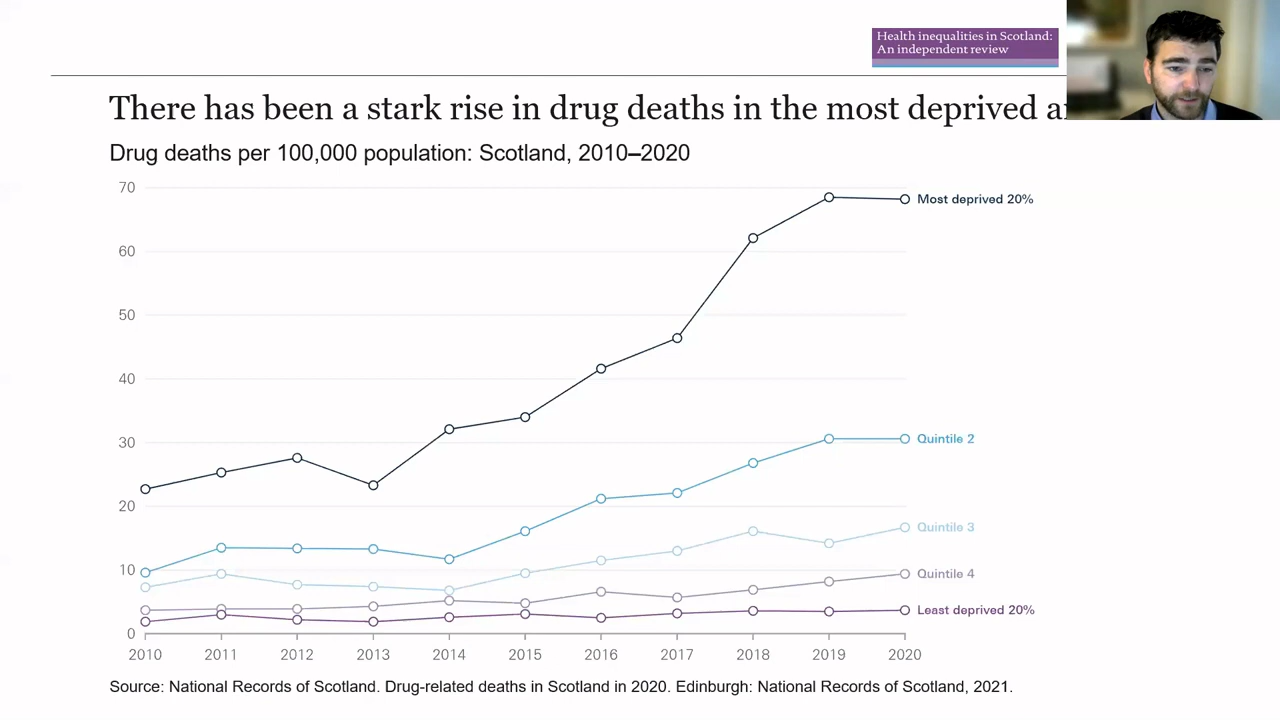 Health inequalities in Scotland:
An independent review
There has been a stark rise in drug deaths in the most deprived
Drug deaths per 100,000 population: Scotland, 2010–2020
70
Most deprived 20%
60
50
40
30
Quintile 2
20
Quintile 3
10
Quintile 4
Least deprived 20%
0
2010 2011 2012 2013 2014 2015 2016 2017 2018 2019 2020
Source: National Records of Scotland. Drug-related deaths in Scotland in 2020. Edinburgh: National Records of Scotland, 2021.